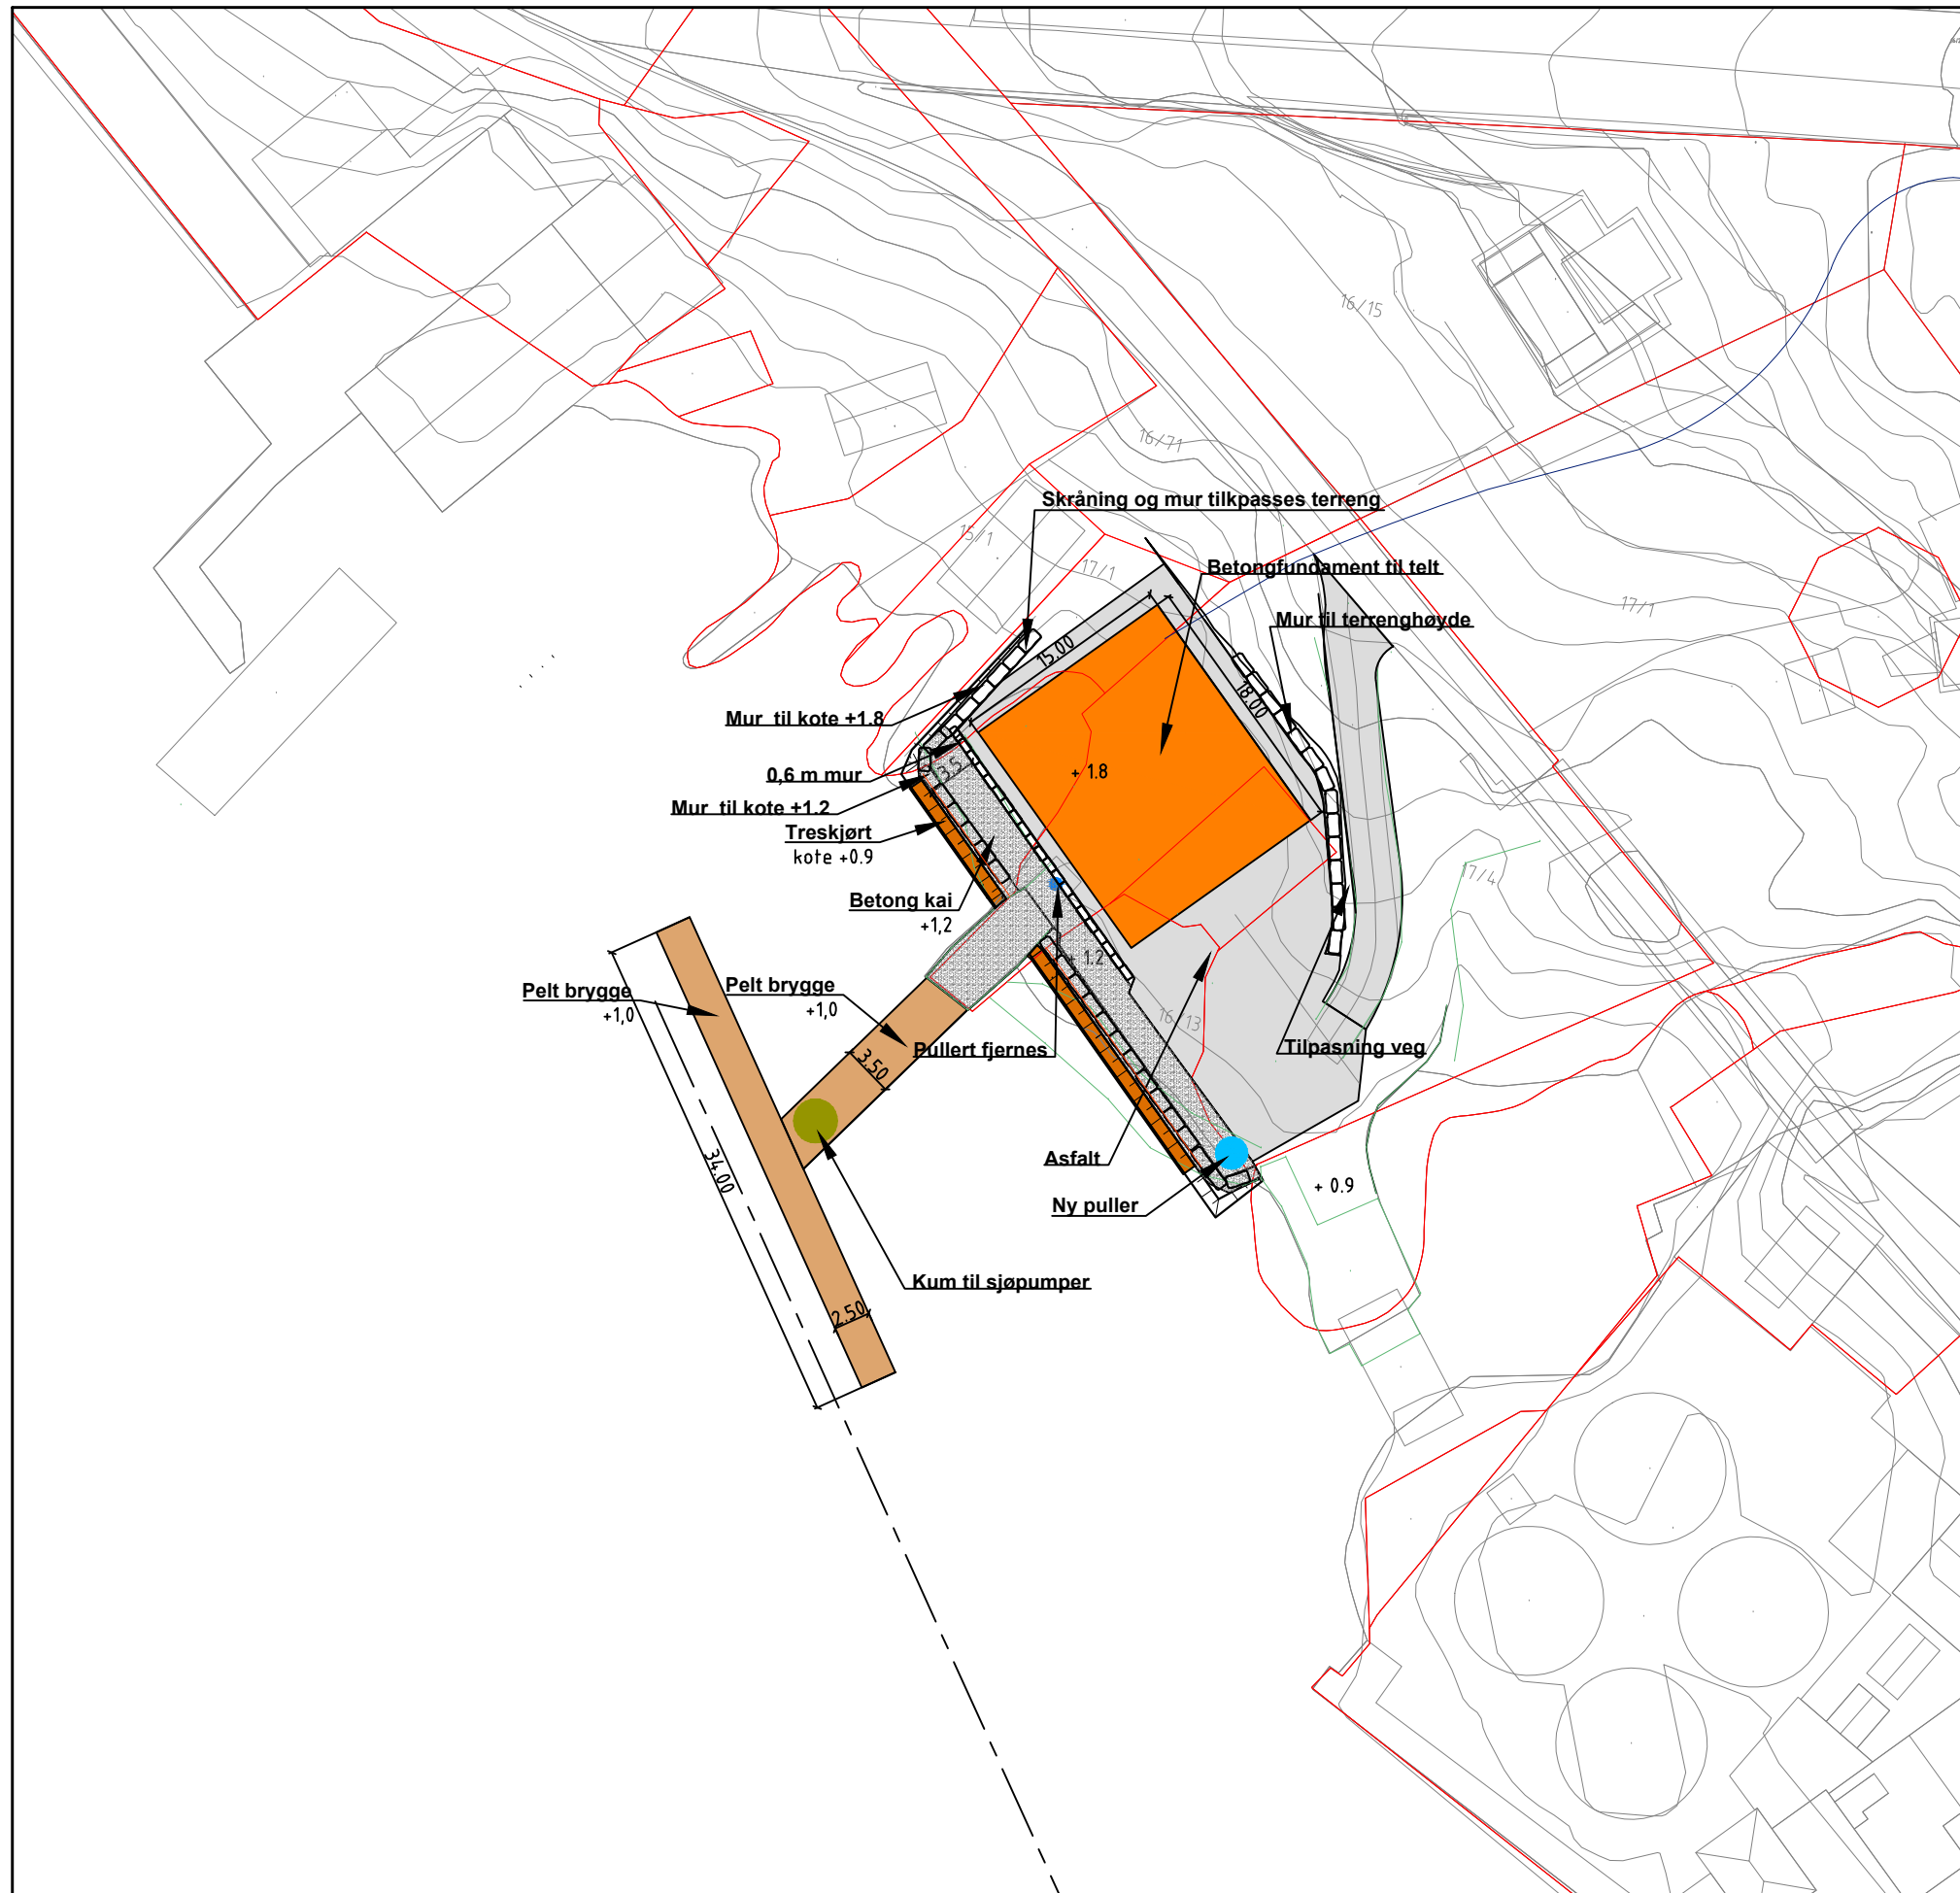 16/15
16/71
Skråning og mur tilkpasses terreng
15/1
17/1
Betongfundament til telt
17/1
Mur til terrenghøyde
15.00
18.00
Mur til kote +1.8
0,6 m mur
3.5
+ 1.8
Mur til kote +1.2
Treskjørt
kote +0.9
17/4
Betong kai
+1,2
+ 1.2
Pelt brygge
+1,0
Pelt brygge
+1,0
16/13
Pullert fjernes
Tilpasning veg
3.50
Asfalt
34.00
+ 0.9
Ny puller
Kum til sjøpumper
2.50